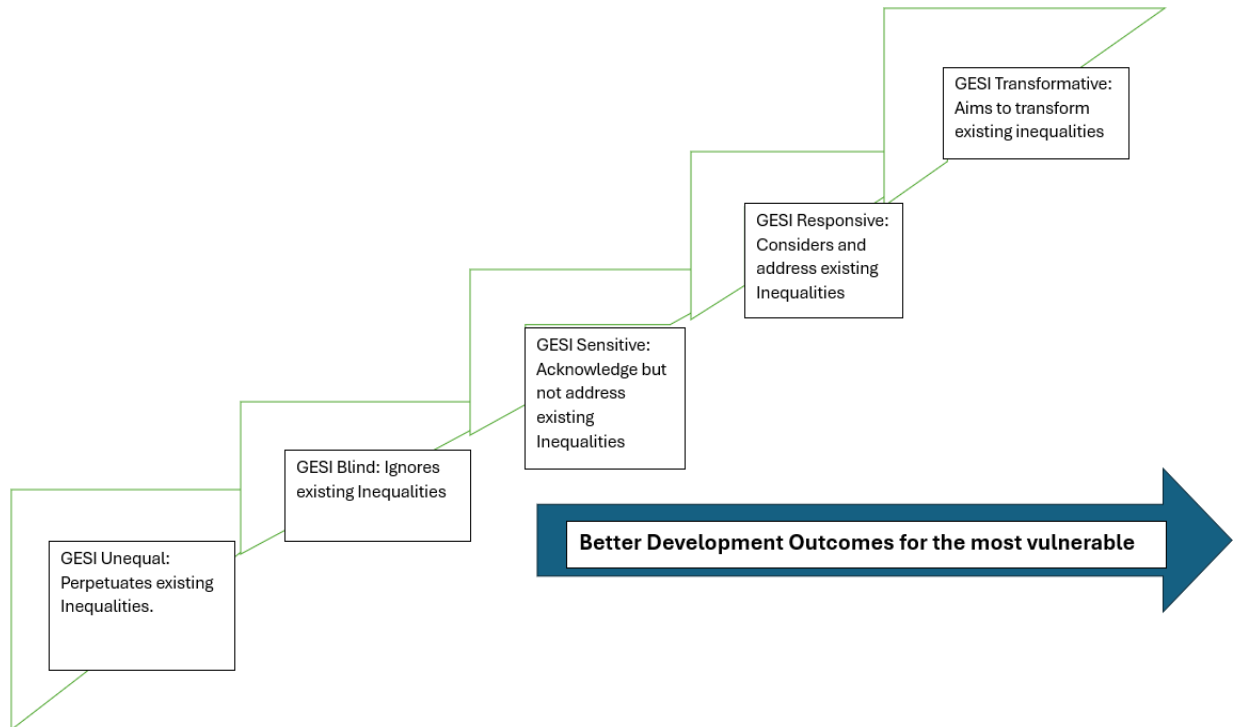 GESI Transformative:
Aims to transform
existing inequalities
GESI Responsive:
Considers and
address existing
Inequalities
GESI Sensitive:
Acknowledge but
not address
existing
Inequalities
GESI Blind: Ignores
existing Inequalities
GESI Unequal:
Perpetuates existing
Inequalities.
Better Development Outcomes for the most vulnerable